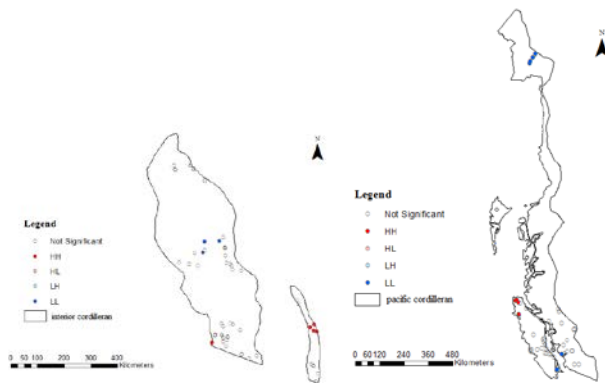 N
Legend
Not Significant
HH
HL
LH
LL
interior cordilleran
0 50 100 200 300 400
Kilometers
N
Legend
Not Significant
HH
HL
LH
LL
pacific cordilleran
0 60 120 240 360 480
Kilometers